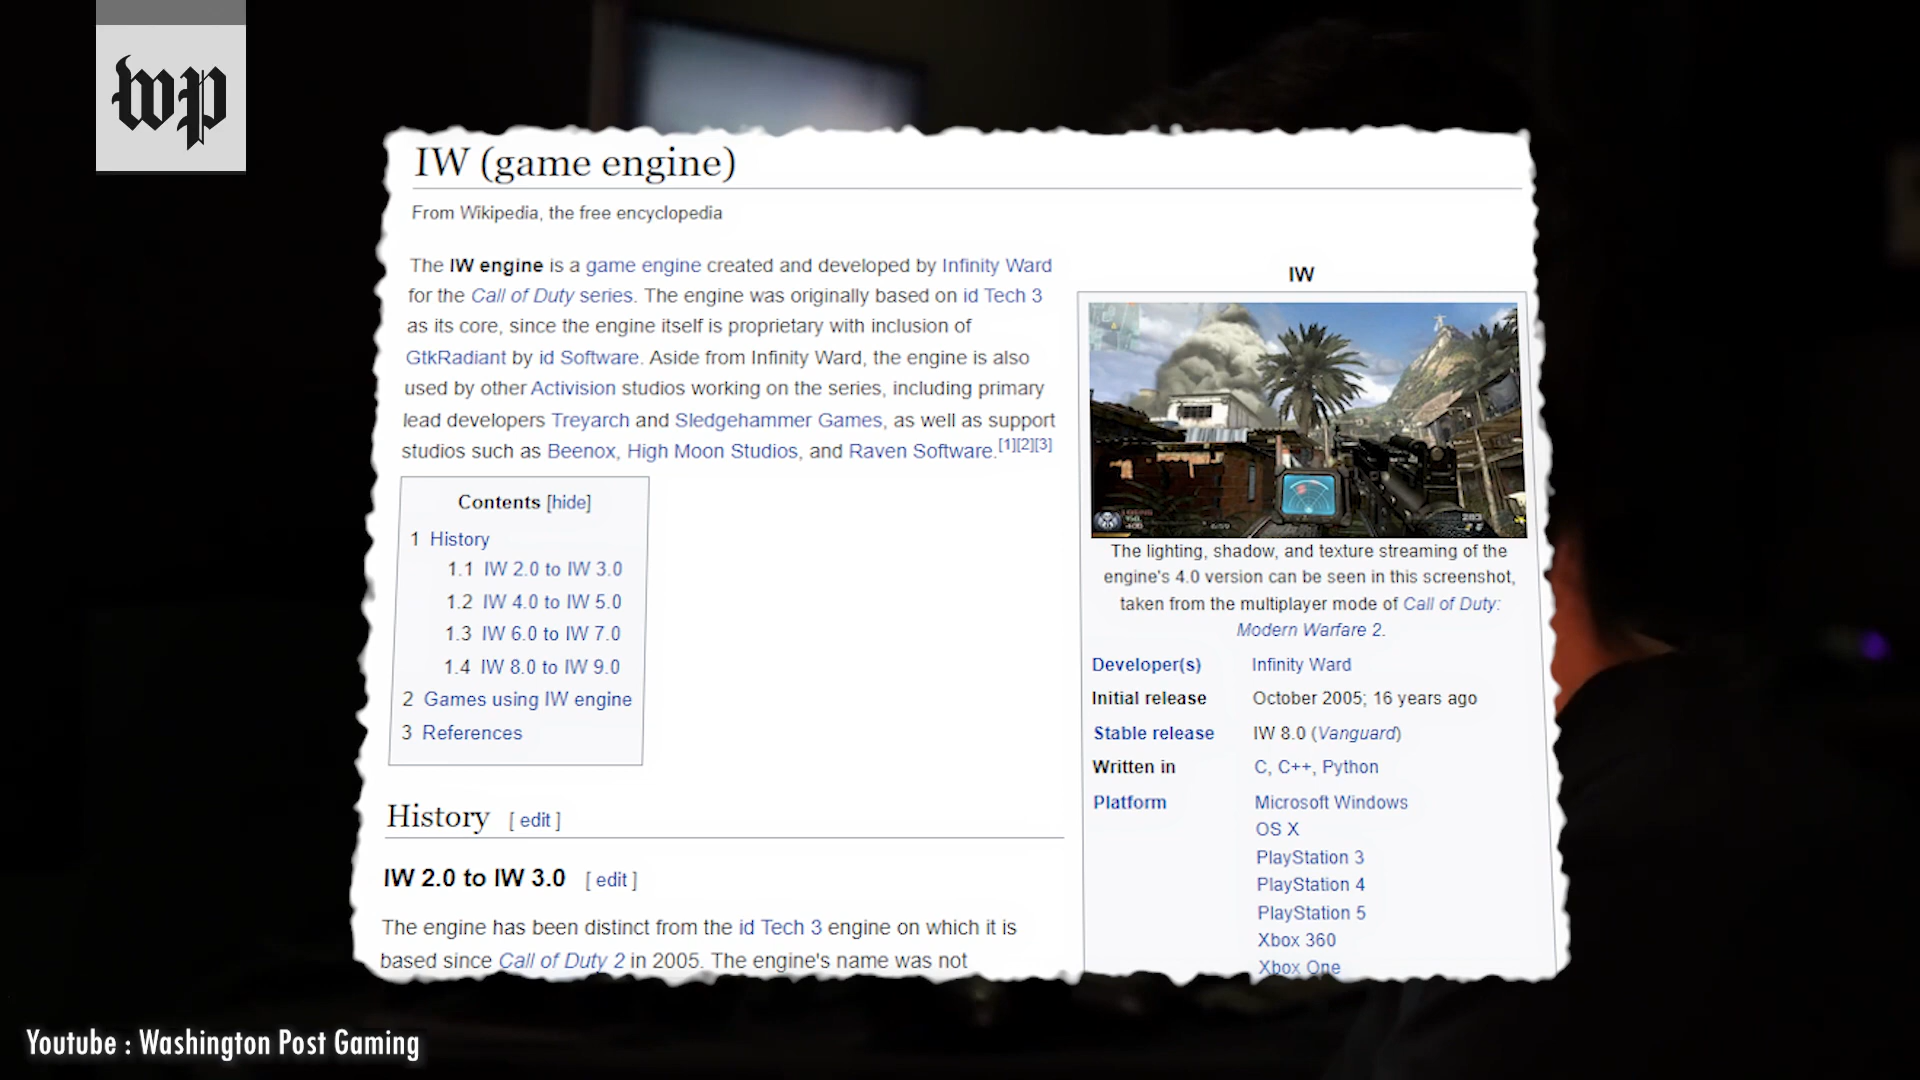 wp
IW (game engine)
From Wikipedia, the free encyclopedia
The IW engine is a game engine created and developed by Infinity Ward
for the Call of Duty series. The engine was originally based on id Tech 3
as its core, since the engine itself is proprietary with inclusion of
GtkRadiant by id Software. Aside from Infinity Ward, the engine is also
used by other Activision studios working on the series, including primary
lead developers Treyarch and Sledgehammer Games, as well as support
studios such as Beenox, High Moon Studios, and Raven Software.[1][2][3]
Contents [hide]
1 History
1.1 IW 2.0 to IW 3.0
1.2 IW 4.0 to IW 5.0
1.3 IW 6.0 to IW 7.0
1.4 IW 8.0 to IW 9.0
2 Games using IW engine
3 References
History [ edit ]
IW 2.0 to IW 3.0 [ edit ]
The engine has been distinct from the id Tech 3 engine on which it is
based since Call of Duty 2 in 2005. The engine's name was not
IW
The lighting, shadow, and texture streaming of the
engine's 4.0 version can be seen in this screenshot,
taken from the multiplayer mode of Call of Duty:
Modern Warfare 2.
Developer(s) Infinity Ward
Initial release October 2005; 16 years ago
Stable release IW 8.0 (Vanguard)
Written in C, C++, Python
Platform Microsoft Windows
OS X
PlayStation 3
PlayStation 4
PlayStation 5
Xbox 360
Xbox One
Youtube : Washington Post Gaming